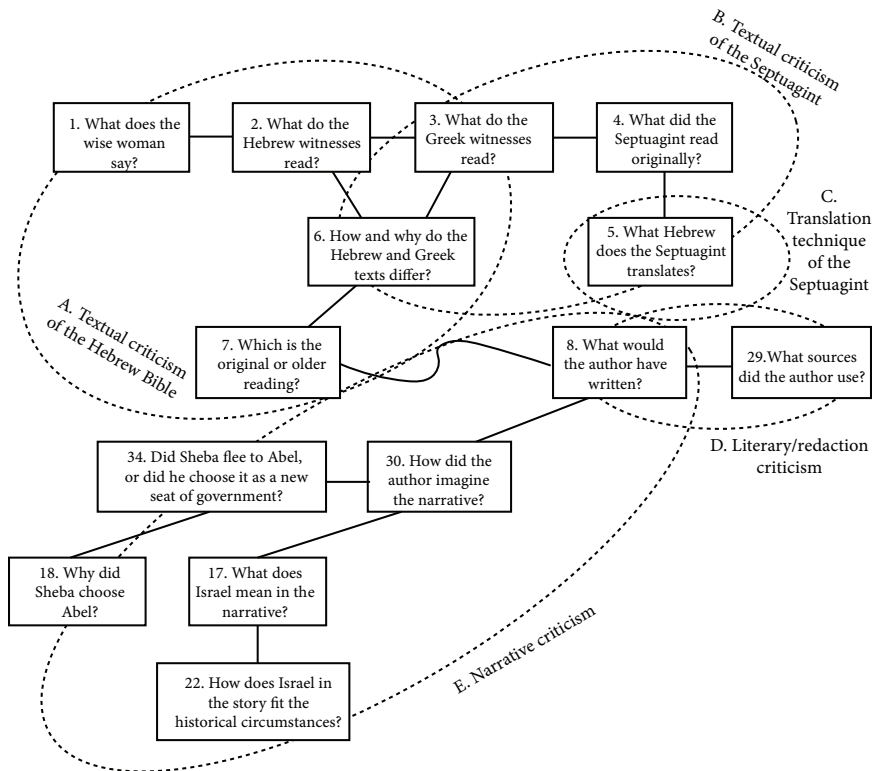 B. Textual criticism
of the Septuagint
1. What does the
wise woman
say?
2. What do the
Hebrew witnesses
read?
3. What do the
Greek witnesses
read?
4. What did the
Septuagint read
originally?
C.
Translation
technique
of the
Septuagint
6. How and why do the
Hebrew and Greek
texts differ?
5. What Hebrew
does the Septuagint
translates?
A. Textual criticism
of the Hebrew Bible
7. Which is the
original or older
reading?
8. What would
the author have
written?
29.What sources
did the author use?
D. Literary/redaction
criticism
34. Did Sheba flee to Abel,
or did he choose it as a new
seat of government?
30. How did the
author imagine
the narrative?
18. Why did
Sheba choose
Abel?
17. What does
Israel mean in the
narrative?
E. Narrative criticism
22. How does Israel in
the story fit the
historical circumstances?